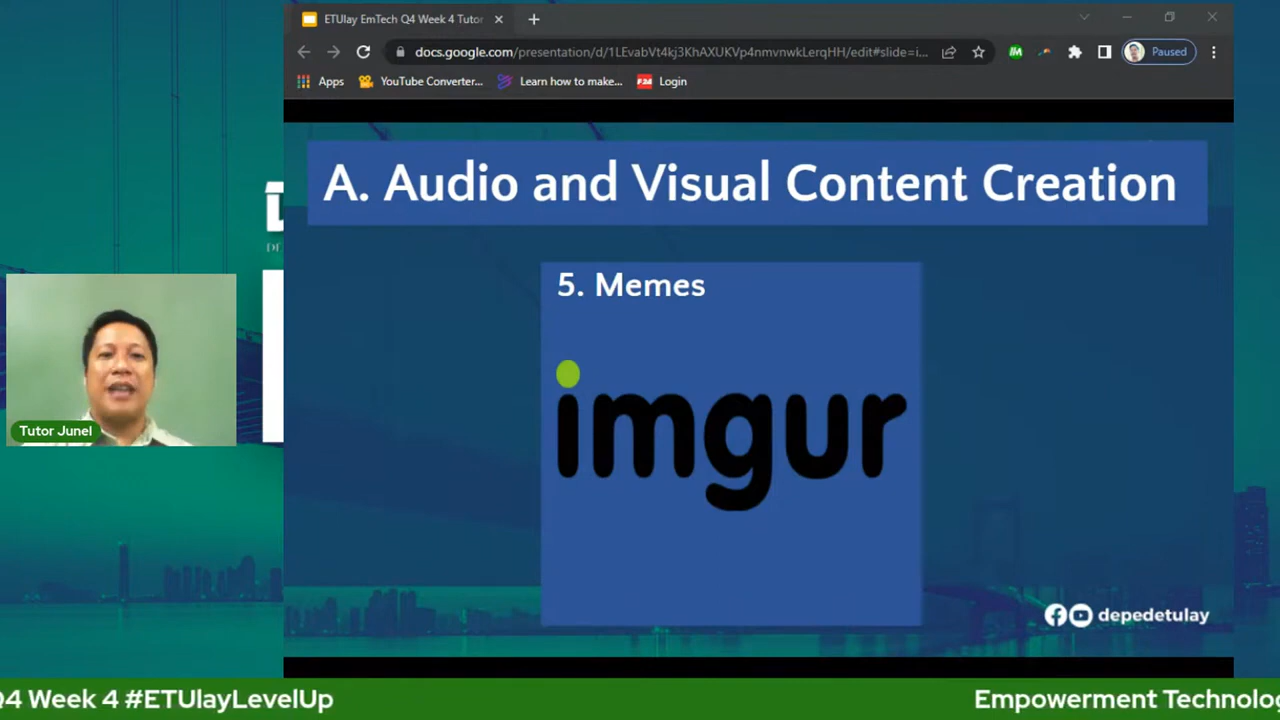 ETUlay EmTech Q4 Week 4 Tutor
docs.google.com/presentation/d/1LEvabVt4kj3KhAXUKVp4nmvnwkLerqHH/edit#slide=i...
Paused
Apps
YouTube Converter...
Learn how to make...
Login
A. Audio and Visual Content Creation
5. Memes
imgur
Tutor Junel
depedetulay
Q4 Week 4 #ETUlayLevelUp
Empowerment Technolog